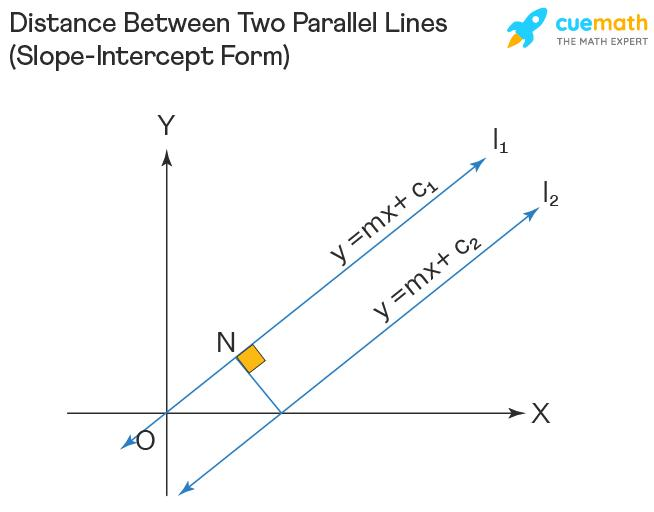 Distance Between Two Parallel Lines
(Slope-Intercept Form)
cuemath
THE MATH EXPERT
Y
l₁
l₂
y =mx+ c₁
y =mx+ c₂
N
X
O